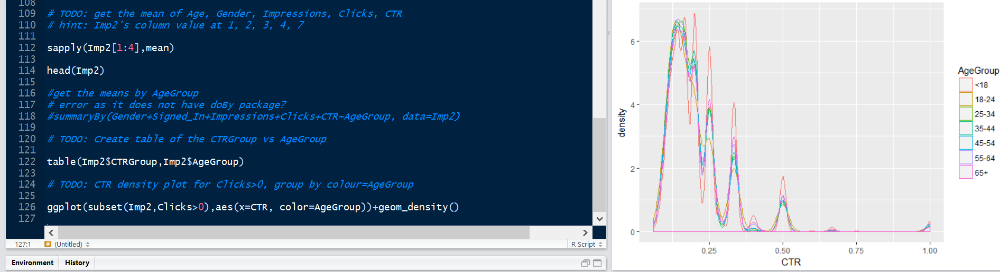 108
109 # TODO: get the mean of Age, Gender, Impressions, Clicks, CTR
110 # hint: Imp2's column value at 1, 2, 3, 4, 7
111
112 sapply(Imp2[1:4],mean)
113
114 head(Imp2)
115
116 #get the means by AgeGroup
117 # error as it does not have doBy package?
118 #summaryBy(Gender+Signed_In+Impressions+Clicks+CTR~AgeGroup, data=Imp2)
119
120 # TODO: Create table of the CTRGroup vs AgeGroup
121
122 table(Imp2$CTRGroup,Imp2$AgeGroup)
123
124 # TODO: CTR density plot for Clicks>0, group by colour=AgeGroup
125
126 ggplot(subset(Imp2,Clicks>0),aes(x=CTR, color=AgeGroup))+geom_density()
127
127:1 # (Untitled) R Script
Environment History
6
4
2
0
density
0.25 0.50 0.75 1.00
CTR
AgeGroup
<18
18-24
25-34
35-44
45-54
55-64
65+